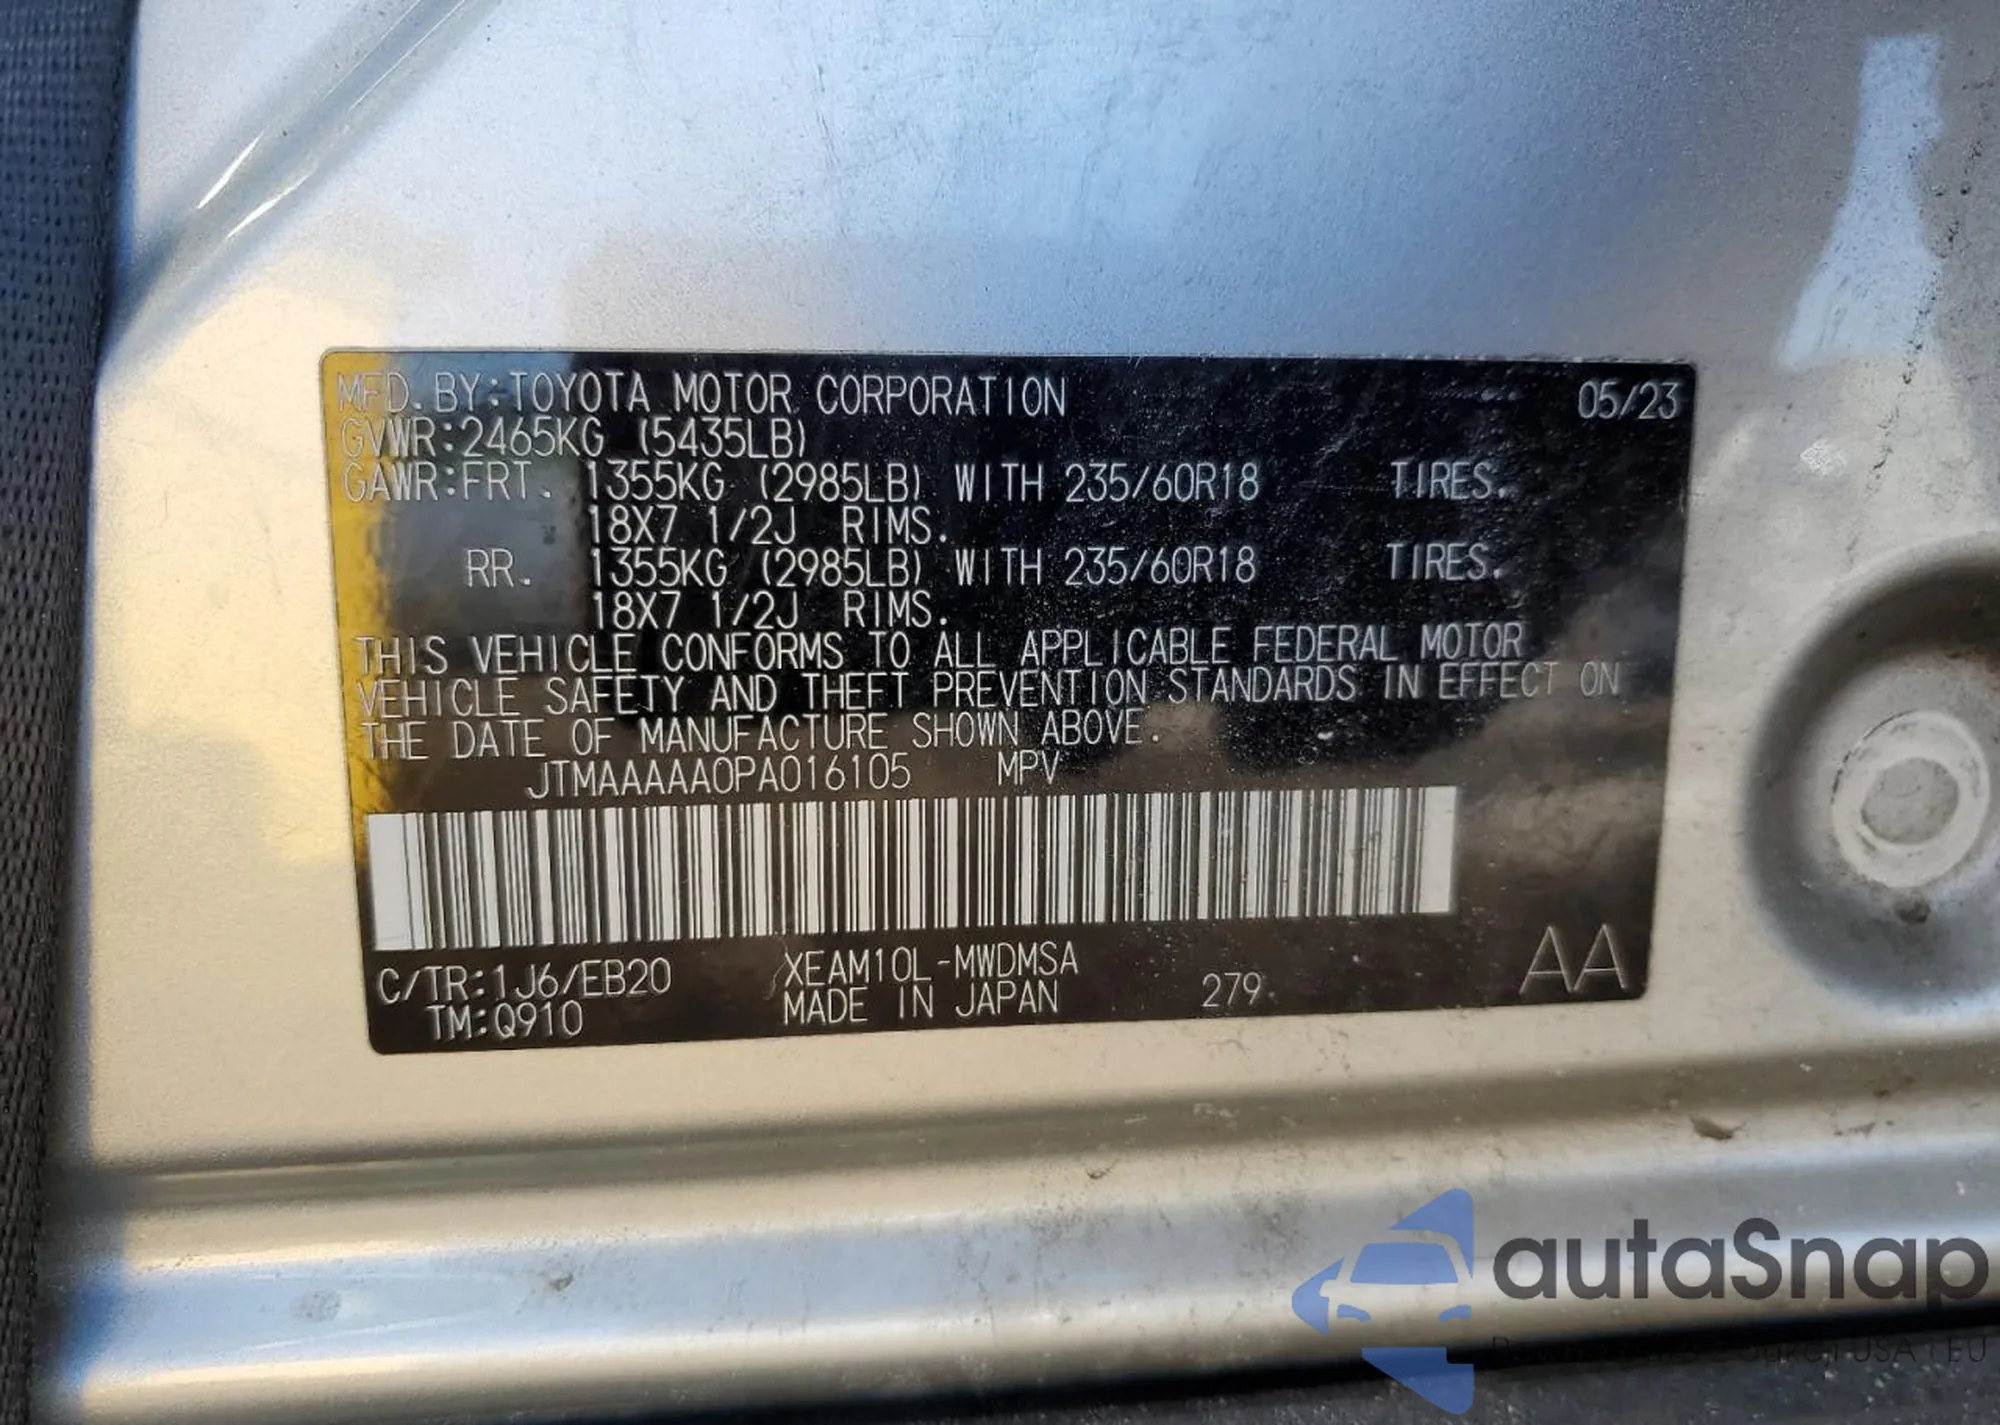 MFD. BY:TOYOTA MOTOR CORPORATION 05/23
GVWR:2465KG (5435LB)
GAWR:FRT. 1355KG (2985LB) WITH 235/60R18 TIRES.
18X7 1/2J RIMS.
RR. 1355KG (2985LB) WITH 235/60R18 TIRES.
18X7 1/2J RIMS.
THIS VEHICLE CONFORMS TO ALL APPLICABLE FEDERAL MOTOR
VEHICLE SAFETY AND THEFT PREVENTION STANDARDS IN EFFECT ON
THE DATE OF MANUFACTURE SHOWN ABOVE.
JTMAAAAA0PA016105 MPV
C/TR:1J6/EB20 XEAM10L-MWDMSA
TM:Q910 MADE IN JAPAN 279 AA
autaSnap
USA i EU